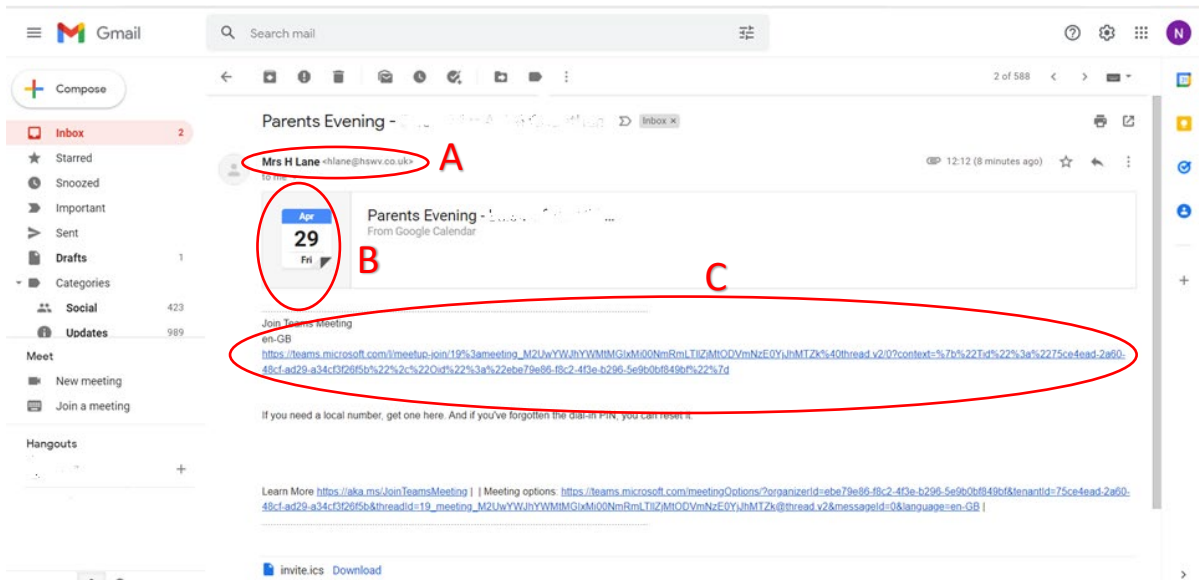 Gmail
Search mail
N
Compose
2 of 588
Parents Evening -
Inbox ×
Inbox 2
Starred
Snoozed
Important
Sent
Drafts 1
Categories
Social 423
Updates 989
Meet
New meeting
Join a meeting
Hangouts
Mrs H Lane <hlane@hswv.co.uk> A
12:12 (8 minutes ago)
to me
Apr
29
Fri
B
Parents Evening -
From Google Calendar
C
Join Teams Meeting
en-GB
https://teams.microsoft.com/l/meetup-join/19%3ameeting_M2UwYWJhYWMtMGIxMi00NmRmLTllZjMtODVmNzE0YjJhMTZk%40thread.v2/0?context=%7b%22Tid%22%3a%2275ce4ead-2a60-
48cf-ad29-a34cf3f26f5b%22%2c%22Oid%22%3a%22ebe79e86-f8c2-4f3e-b296-5e9b0bf849bf%22%7d
If you need a local number, get one here. And if you've forgotten the dial-in PIN, you can reset it.
Learn More https://aka.ms/JoinTeamsMeeting | | Meeting options: https://teams.microsoft.com/meetingOptions/?organizerId=ebe79e86-f8c2-4f3e-b296-5e9b0bf849bf&tenantId=75ce4ead-2a60-
48cf-ad29-a34cf3f26f5b&threadId=19_meeting_M2UwYWJhYWMtMGIxMi00NmRmLTllZjMtODVmNzE0YjJhMTZk@thread.v2&messageId=0&language=en-GB |
invite.ics Download